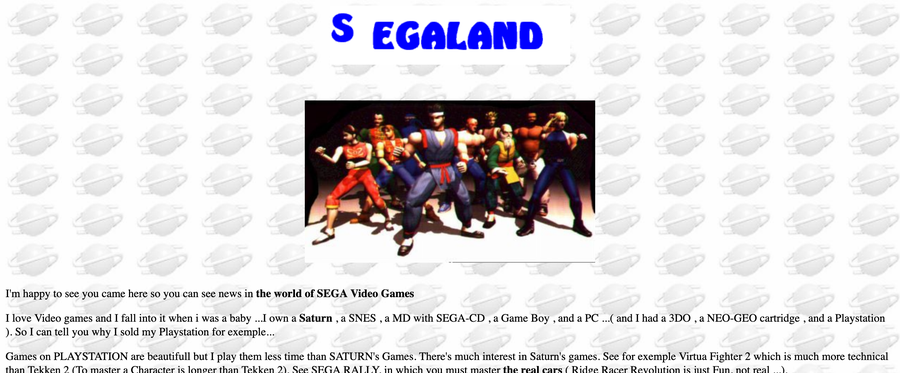 S EGALAND
I'm happy to see you came here so you can see news in the world of SEGA Video Games
I love Video games and I fall into it when i was a baby ...I own a Saturn , a SNES , a MD with SEGA-CD , a Game Boy , and a PC ...( and I had a 3DO , a NEO-GEO cartridge , and a Playstation
). So I can tell you why I sold my Playstation for exemple...
Games on PLAYSTATION are beautifull but I play them less time than SATURN's Games. There's much interest in Saturn's games. See for exemple Virtua Fighter 2 which is much more technical
than Tekken 2 (To master a Character is longer than Tekken 2). See SEGA RALLY, in which you must master the real cars ( Ridge Racer Revolution is just Fun, not real ...).